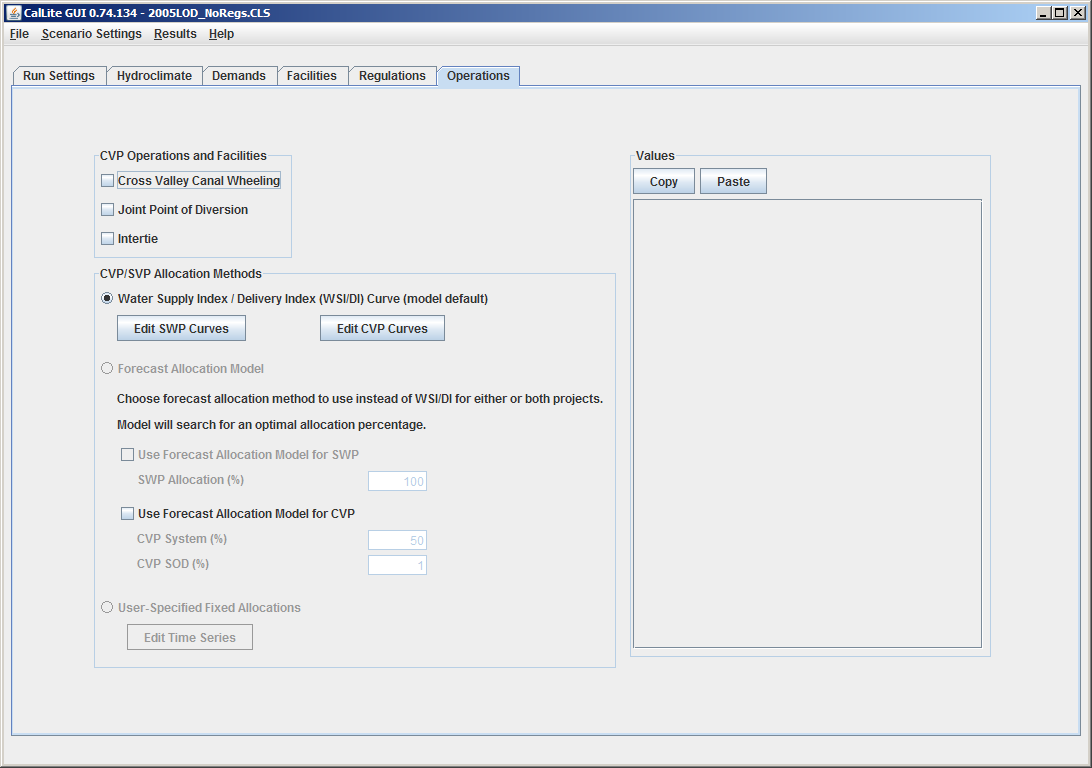 CalLite GUI 0.74.134 - 2005LOD_NoRegs.CLS
File Scenario Settings Results Help
Run Settings Hydroclimate Demands Facilities Regulations Operations
CVP Operations and Facilities
Cross Valley Canal Wheeling
Joint Point of Diversion
Intertie
CVP/SVP Allocation Methods
Water Supply Index / Delivery Index (WSI/DI) Curve (model default)
Edit SWP Curves Edit CVP Curves
Forecast Allocation Model
Choose forecast allocation method to use instead of WSI/DI for either or both projects.
Model will search for an optimal allocation percentage.
Use Forecast Allocation Model for SWP
SWP Allocation (%) 100
Use Forecast Allocation Model for CVP
CVP System (%) 50
CVP SOD (%) 1
User-Specified Fixed Allocations
Edit Time Series
Values
Copy Paste